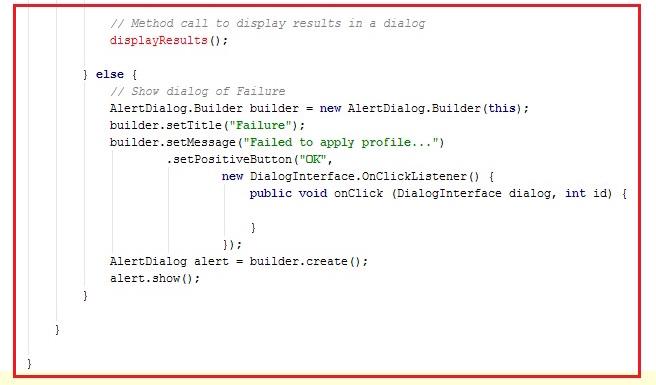 // Method call to display results in a dialog
displayResults();
} else {
// Show dialog of Failure
AlertDialog.Builder builder = new AlertDialog.Builder(this);
builder.setTitle("Failure");
builder.setMessage("Failed to apply profile...")
.setPositiveButton("OK",
new DialogInterface.OnClickListener() {
public void onClick (DialogInterface dialog, int id) {
}
});
AlertDialog alert = builder.create();
alert.show();
}
}
}